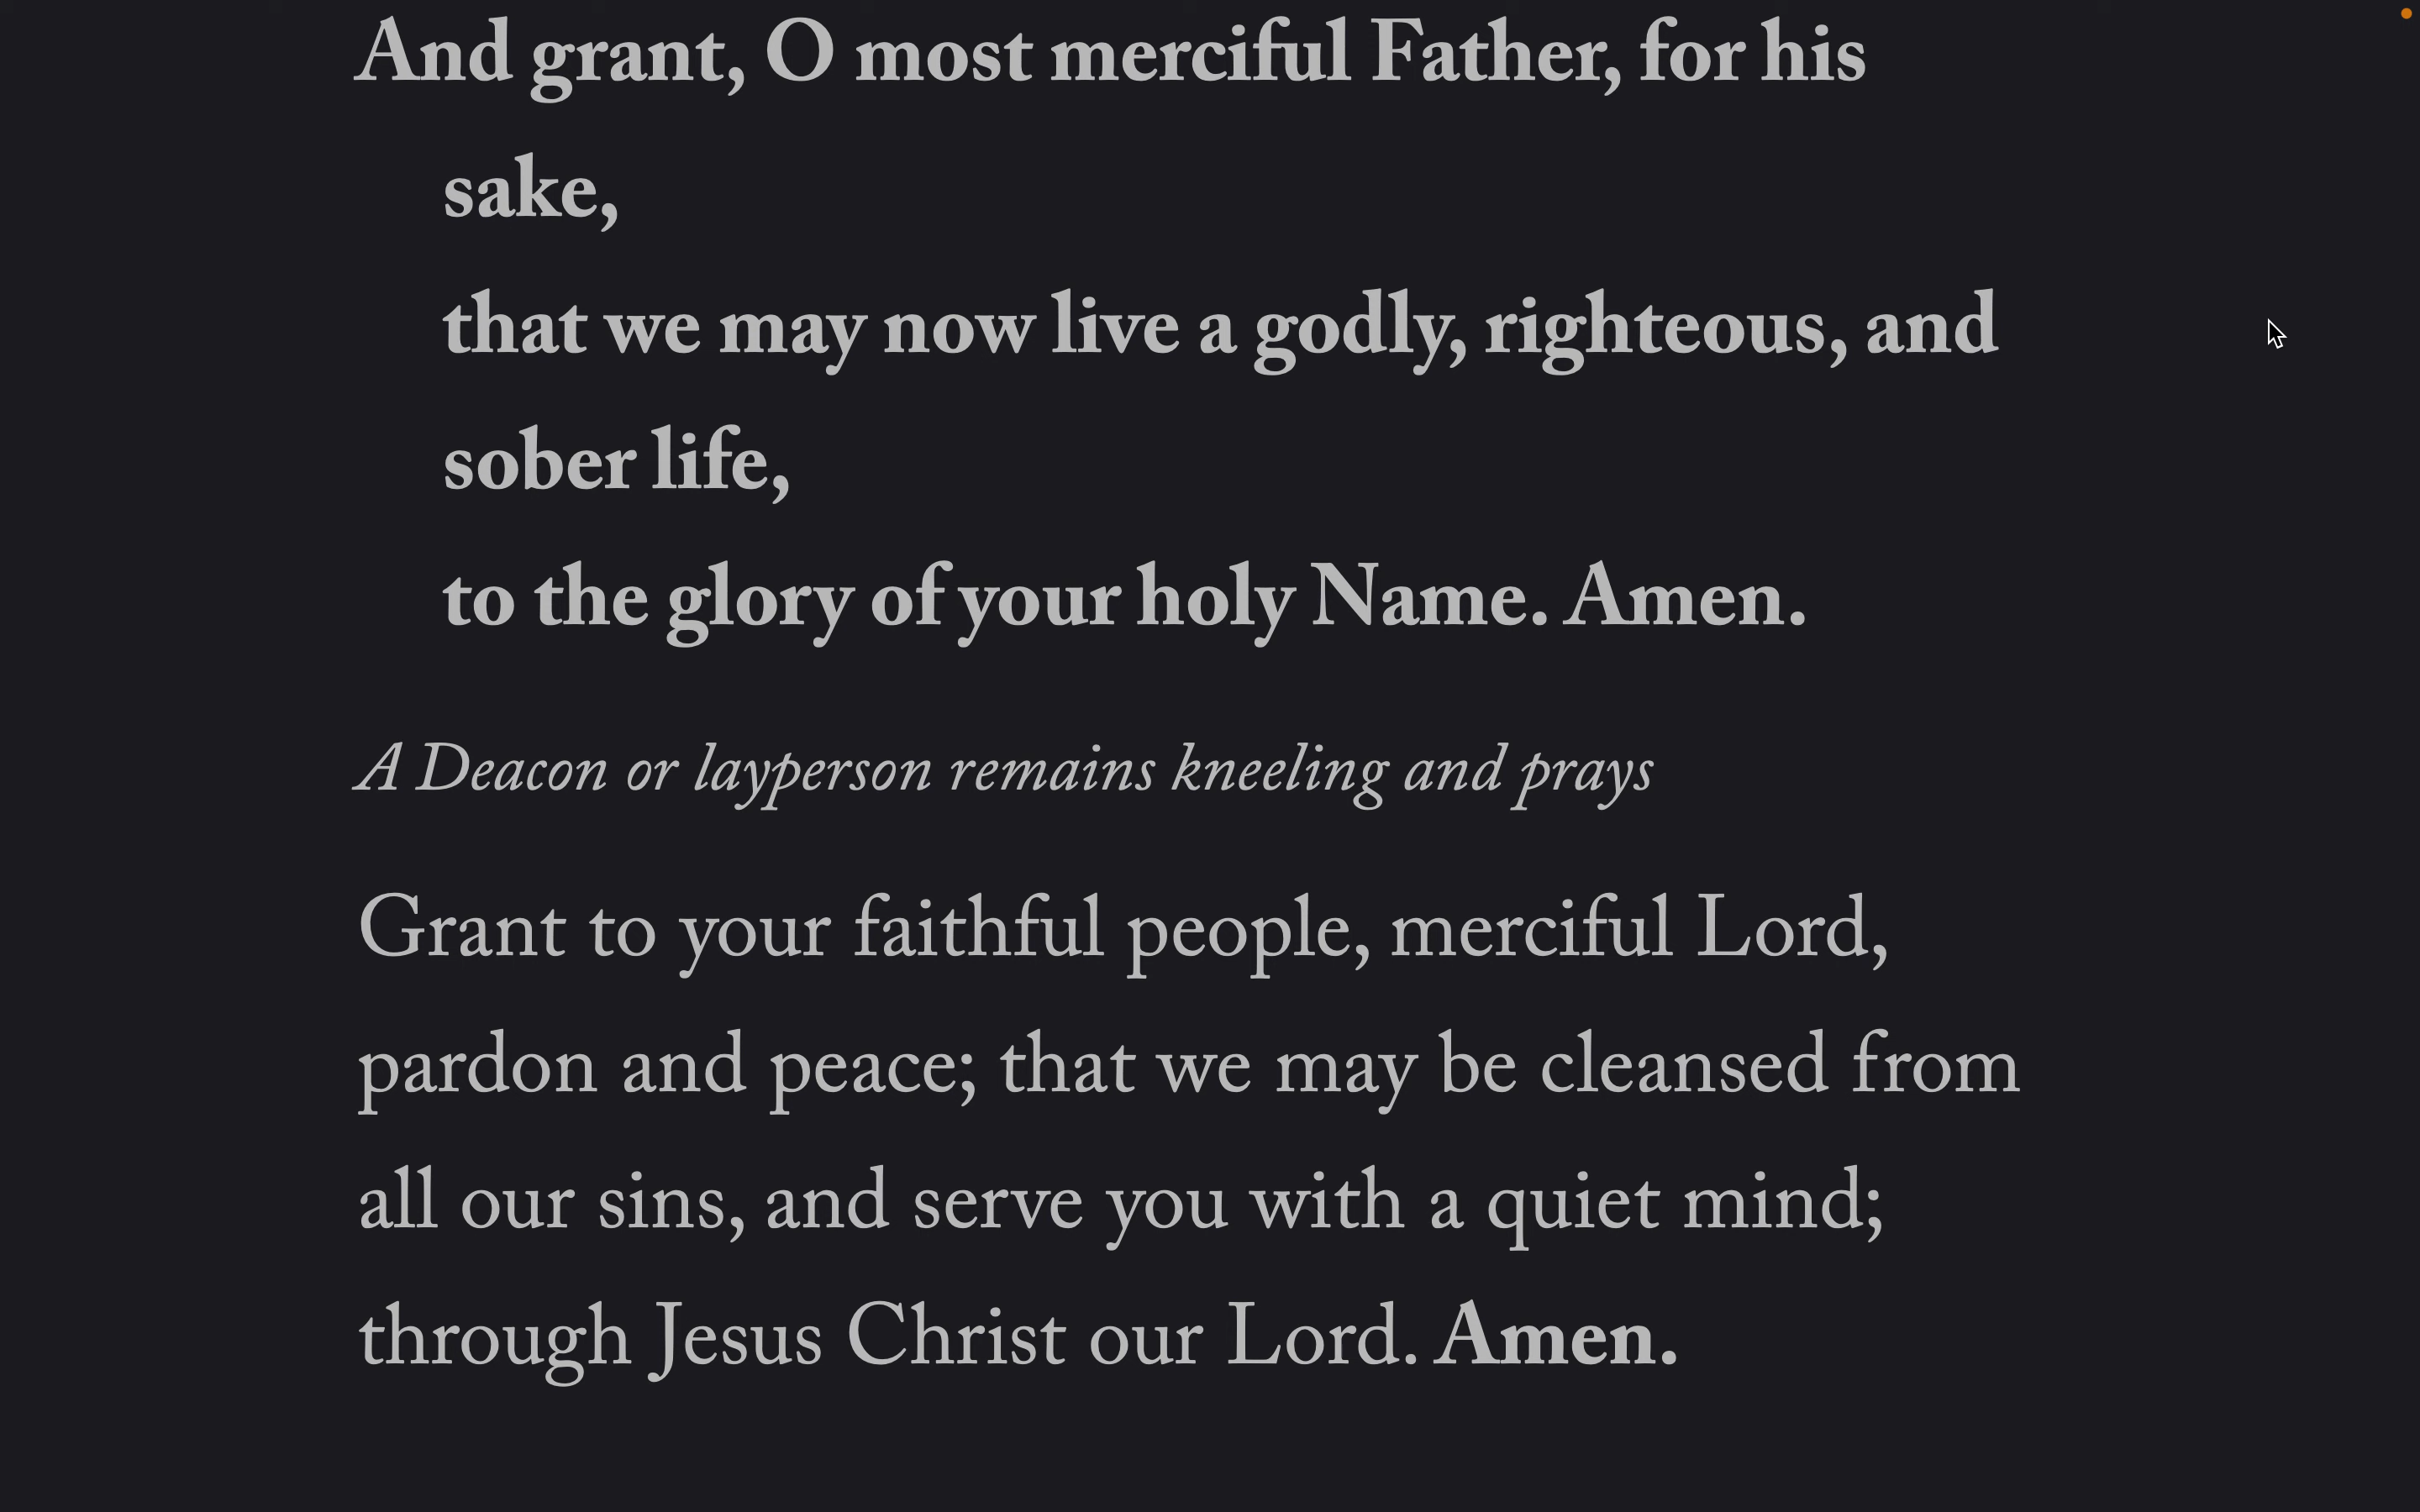 And grant, O most merciful Father, for his
sake,
that we may now live a godly, righteous, and
sober life,
to the glory of your holy Name. Amen.
A Deacon or layperson remains kneeling and prays
Grant to your faithful people, merciful Lord,
pardon and peace; that we may be cleansed from
all our sins, and serve you with a quiet mind;
through Jesus Christ our Lord. Amen.